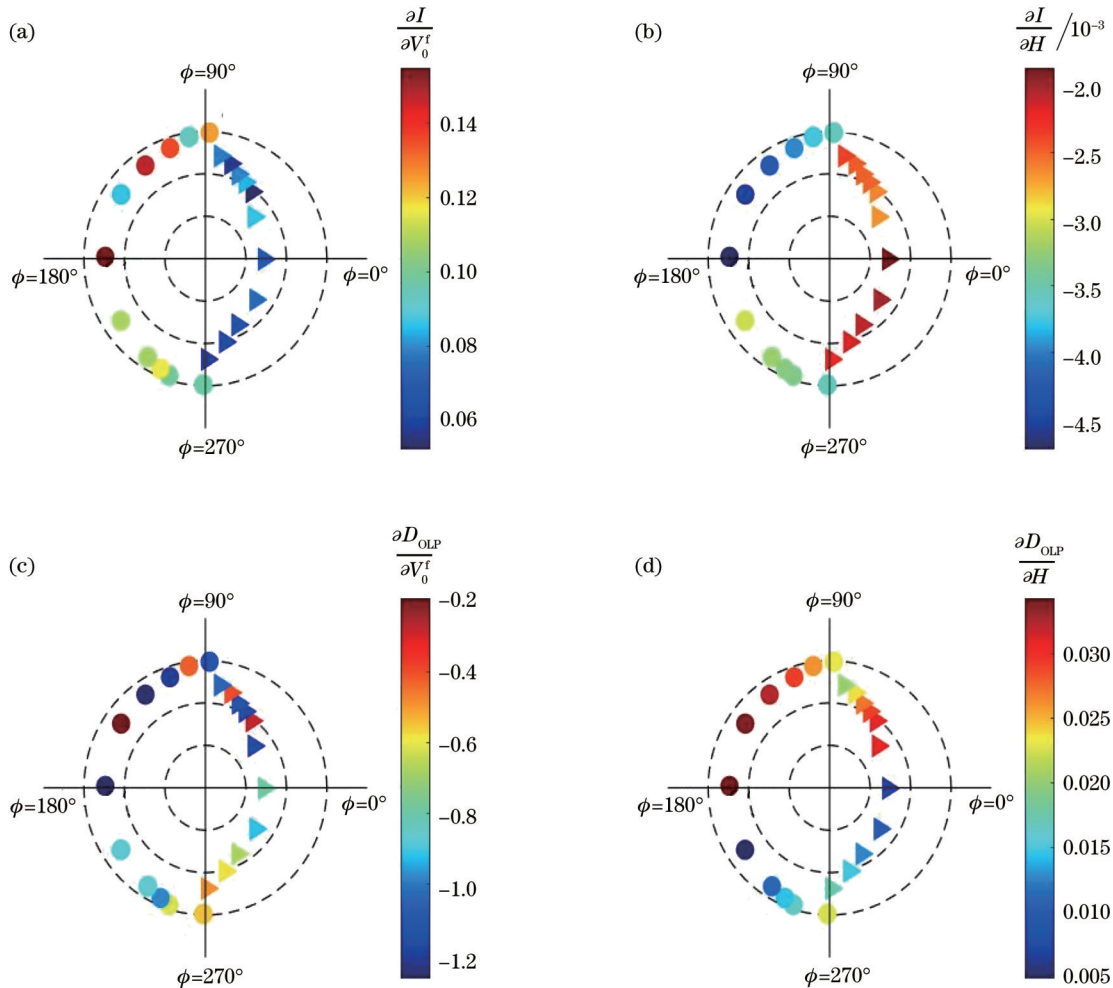 (a)
∂I
∂V₀ᶠ
ϕ=90°
0.14
0.12
0.10
0.08
0.06
ϕ=180°
ϕ=0°
ϕ=270°
(b)
∂I
∂H /10⁻³
ϕ=90°
−2.0
−2.5
−3.0
−3.5
−4.0
−4.5
ϕ=180°
ϕ=0°
ϕ=270°
(c)
∂D_OLP
∂V₀ᶠ
ϕ=90°
−0.2
−0.4
−0.6
−0.8
−1.0
−1.2
ϕ=180°
ϕ=0°
ϕ=270°
(d)
∂D_OLP
∂H
ϕ=90°
0.030
0.025
0.020
0.015
0.010
0.005
ϕ=180°
ϕ=0°
ϕ=270°